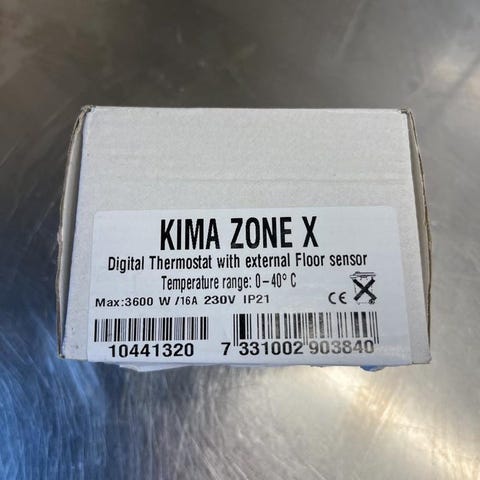 KIMA ZONE X
Digital Thermostat with external Floor sensor
Temperature range: 0-40° C
Max:3600 W /16A 230V IP21 CE
10441320 7 331002 903840